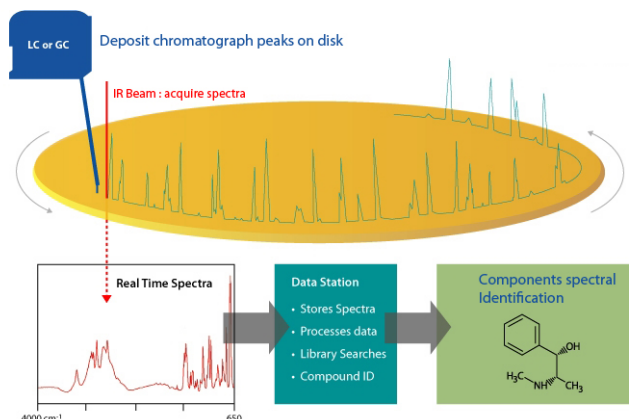 LC or GC
Deposit chromatograph peaks on disk
IR Beam : acquire spectra
Real Time Spectra
4000 cm⁻¹
650
Data Station
• Stores Spectra
• Processes data
• Library Searches
• Compound ID
Components spectral
Identification
OH
H₃C
NH
CH₃